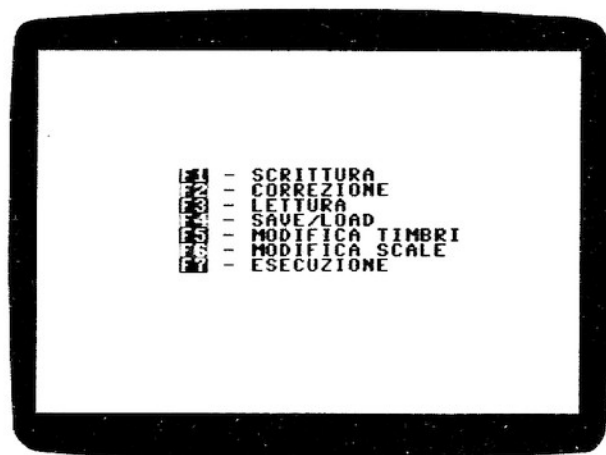 F1 - SCRITTURA
F2 - CORREZIONE
F3 - LETTURA
F4 - SAVE/LOAD
F5 - MODIFICA TIMBRI
F6 - MODIFICA SCALE
F7 - ESECUZIONE